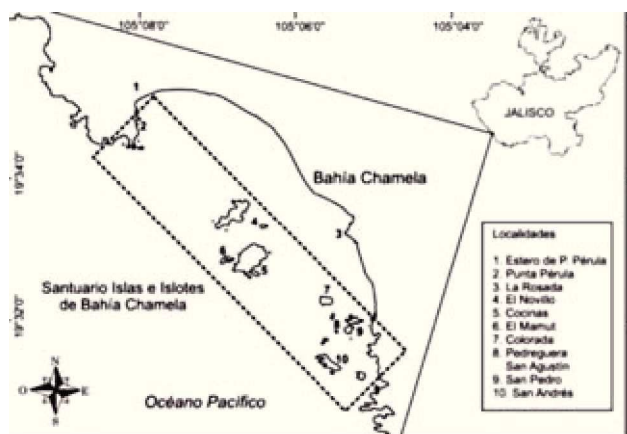 105°08'0"
105°06'0"
105°04'0"
JALISCO
1
2
Bahía Chamela
19°34'0"
3
4
6
5
Santuario Islas e Islotes
de Bahía Chamela
7
19°32'0"
8
9
10
N
O
E
S
Océano Pacífico
Localidades
1 Estero de P. Pérula
2 Punta Pérula
3 La Rosada
4 El Novillo
5 Cocinas
6 El Mamut
7 Colorada
8 Pedreguera
San Agustín
9 San Pedro
10 San Andrés